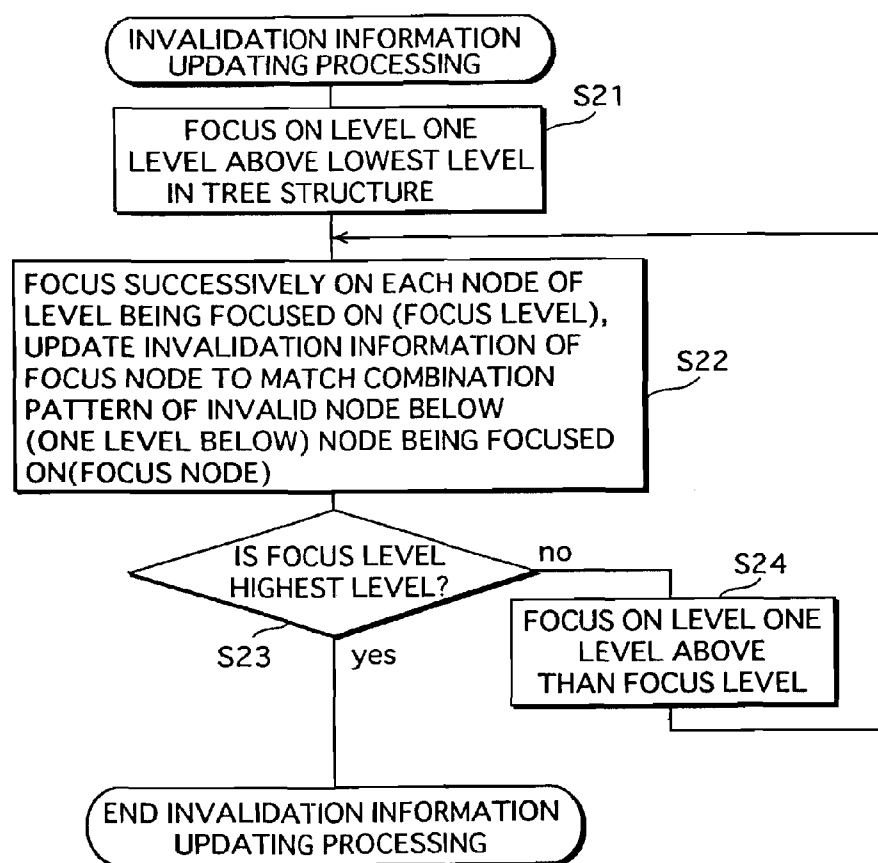 INVALIDATION INFORMATION
UPDATING PROCESSING
S21
FOCUS ON LEVEL ONE
LEVEL ABOVE LOWEST LEVEL
IN TREE STRUCTURE
FOCUS SUCCESSIVELY ON EACH NODE OF
LEVEL BEING FOCUSED ON (FOCUS LEVEL),
UPDATE INVALIDATION INFORMATION OF
FOCUS NODE TO MATCH COMBINATION
PATTERN OF INVALID NODE BELOW
(ONE LEVEL BELOW) NODE BEING FOCUSED
ON(FOCUS NODE)
S22
IS FOCUS LEVEL
HIGHEST LEVEL?
no
S23
yes
S24
FOCUS ON LEVEL ONE
LEVEL ABOVE
THAN FOCUS LEVEL
END INVALIDATION INFORMATION
UPDATING PROCESSING